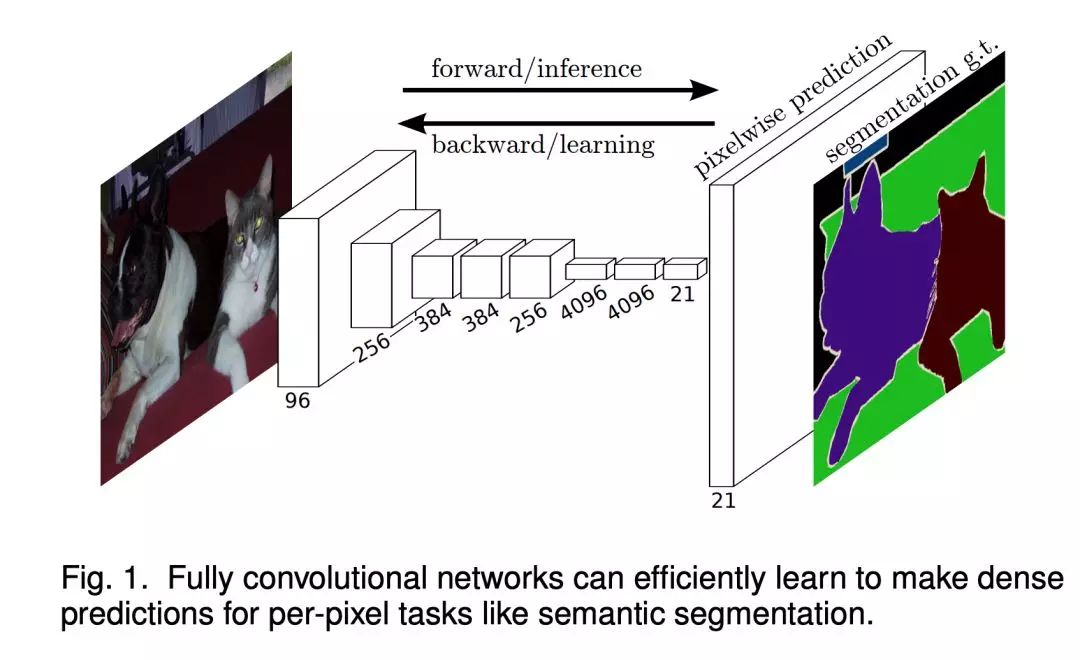 forward/inference
backward/learning
pixelwise prediction
segmentation g.t.
96
256
384
384
256
4096
4096
21
21
Fig. 1. Fully convolutional networks can efficiently learn to make dense
predictions for per-pixel tasks like semantic segmentation.